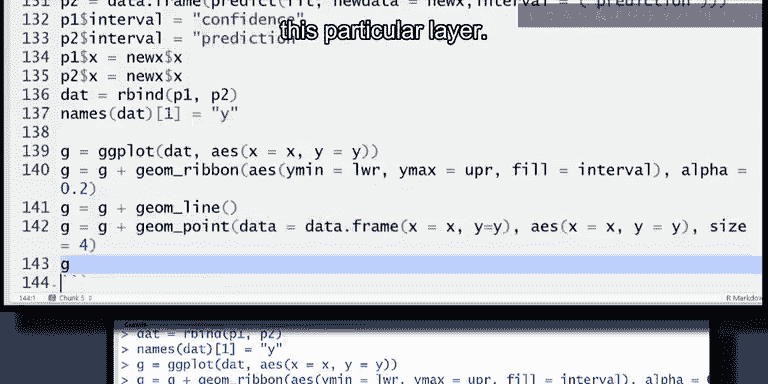 131 p2 = data.frame(predict(fit, newdata = newx,interval = ("prediction")))
132 p1$interval = "confidence"
this particular layer.
133 p2$interval = "prediction
134 p1$x = newx$x
135 p2$x = newx$x
136 dat = rbind(p1, p2)
137 names(dat)[1] = "y"
138
139 g = ggplot(dat, aes(x = x, y = y))
140 g = g + geom_ribbon(aes(ymin = lwr, ymax = upr, fill = interval), alpha =
0.2)
141 g = g + geom_line()
142 g = g + geom_point(data = data.frame(x = x, y=y), aes(x = x, y = y), size
= 4)
143 g
144 ```
144:1 Chunk 5 R Markdown
> dat = rbind(p1, p2)
> names(dat)[1] = "y"
> g = ggplot(dat, aes(x = x, y = y))
> g = g + geom_ribbon(aes(ymin = lwr, ymax = upr, fill = interval), alpha =